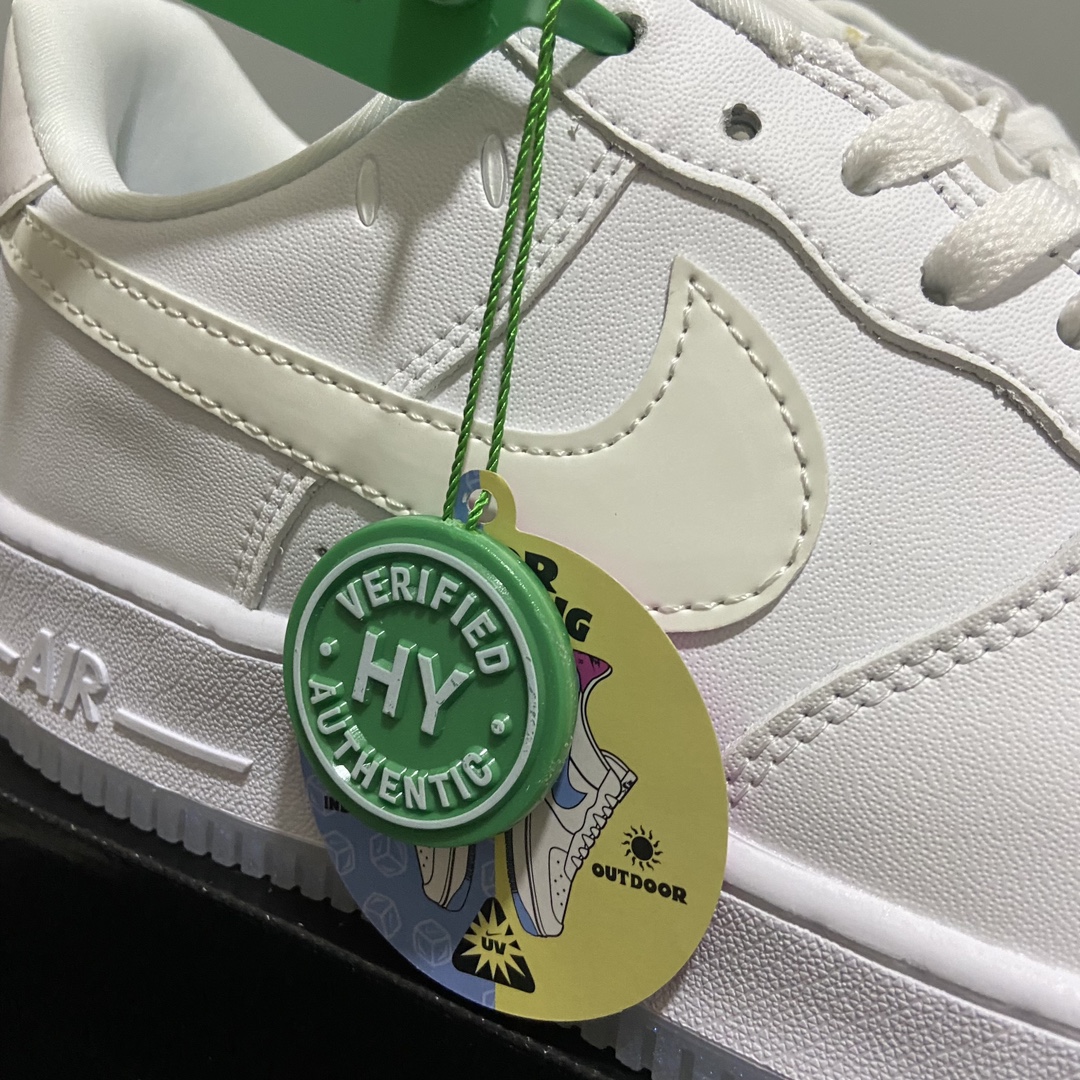 VERIFIED
HY
AUTHENTIC
OUTDOOR
UV
AIR